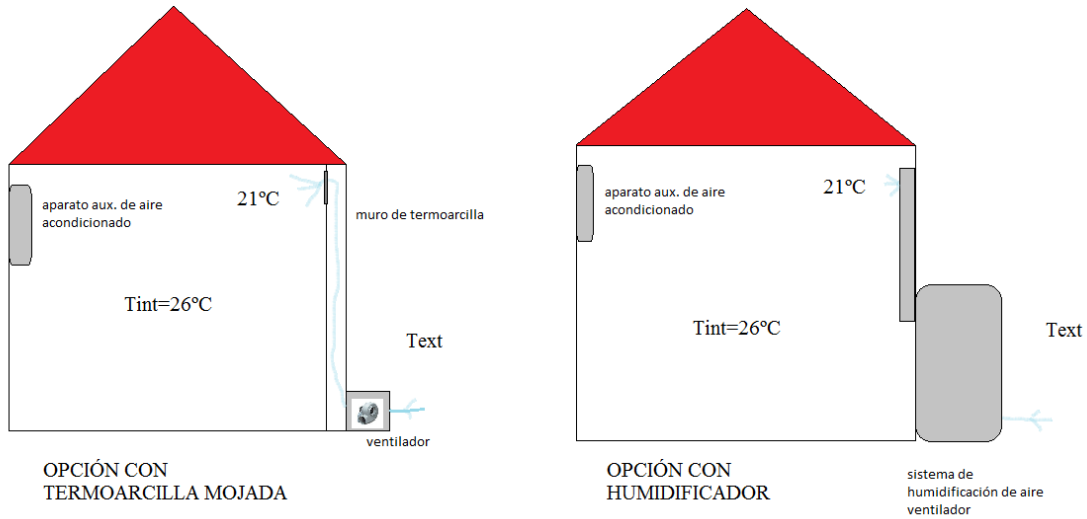 21ºC
aparato aux. de aire
acondicionado
muro de termoarcilla
Tint=26ºC
Text
ventilador
OPCIÓN CON
TERMOARCILLA MOJADA
21ºC
aparato aux. de aire
acondicionado
Tint=26ºC
Text
OPCIÓN CON
HUMIDIFICADOR
sistema de
humidificación de aire
ventilador